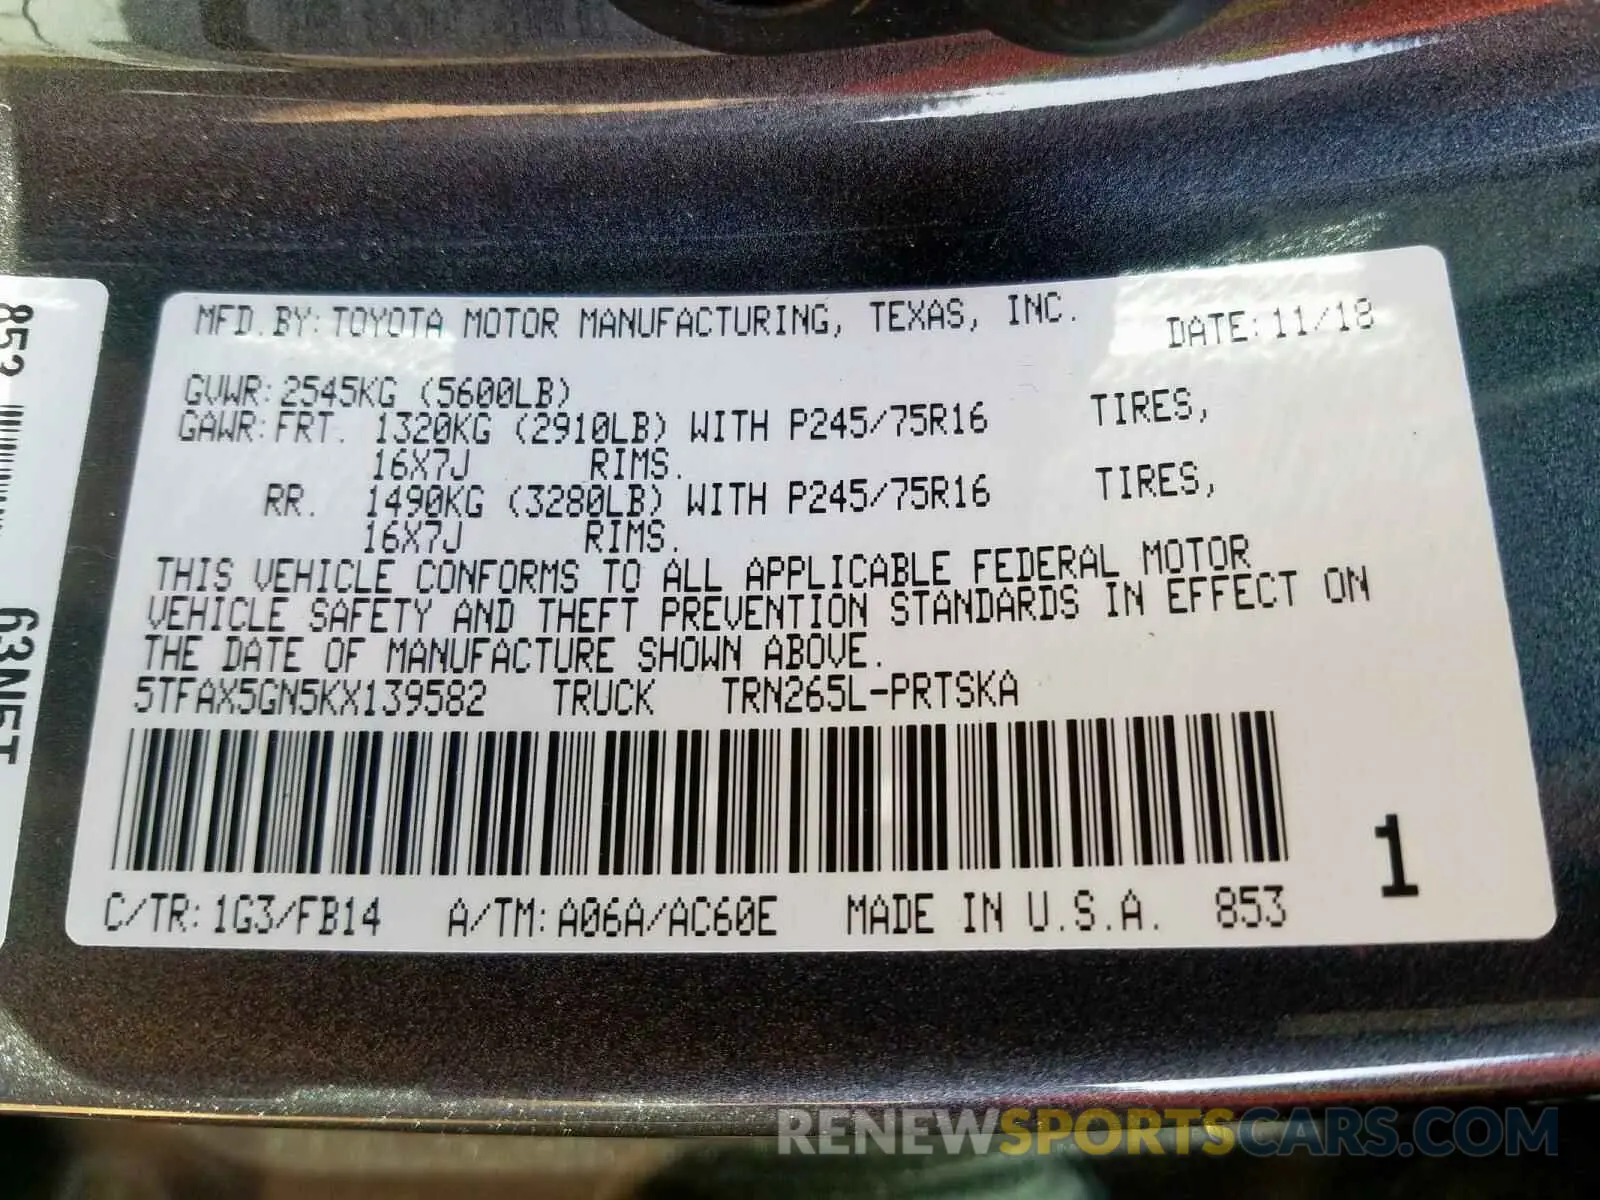 MFD.BY:TOYOTA MOTOR MANUFACTURING, TEXAS, INC. DATE:11/18
GVWR:2545KG (5600LB)
GAWR:FRT. 1320KG (2910LB) WITH P245/75R16 TIRES,
16X7J RIMS.
RR. 1490KG (3280LB) WITH P245/75R16 TIRES,
16X7J RIMS.
THIS VEHICLE CONFORMS TO ALL APPLICABLE FEDERAL MOTOR
VEHICLE SAFETY AND THEFT PREVENTION STANDARDS IN EFFECT ON
THE DATE OF MANUFACTURE SHOWN ABOVE.
5TFAX5GN5KX139582 TRUCK TRN265L-PRTSKA
1
C/TR:1G3/FB14 A/TM:A06A/AC60E MADE IN U.S.A. 853
RENEWSPORTSCARS.COM